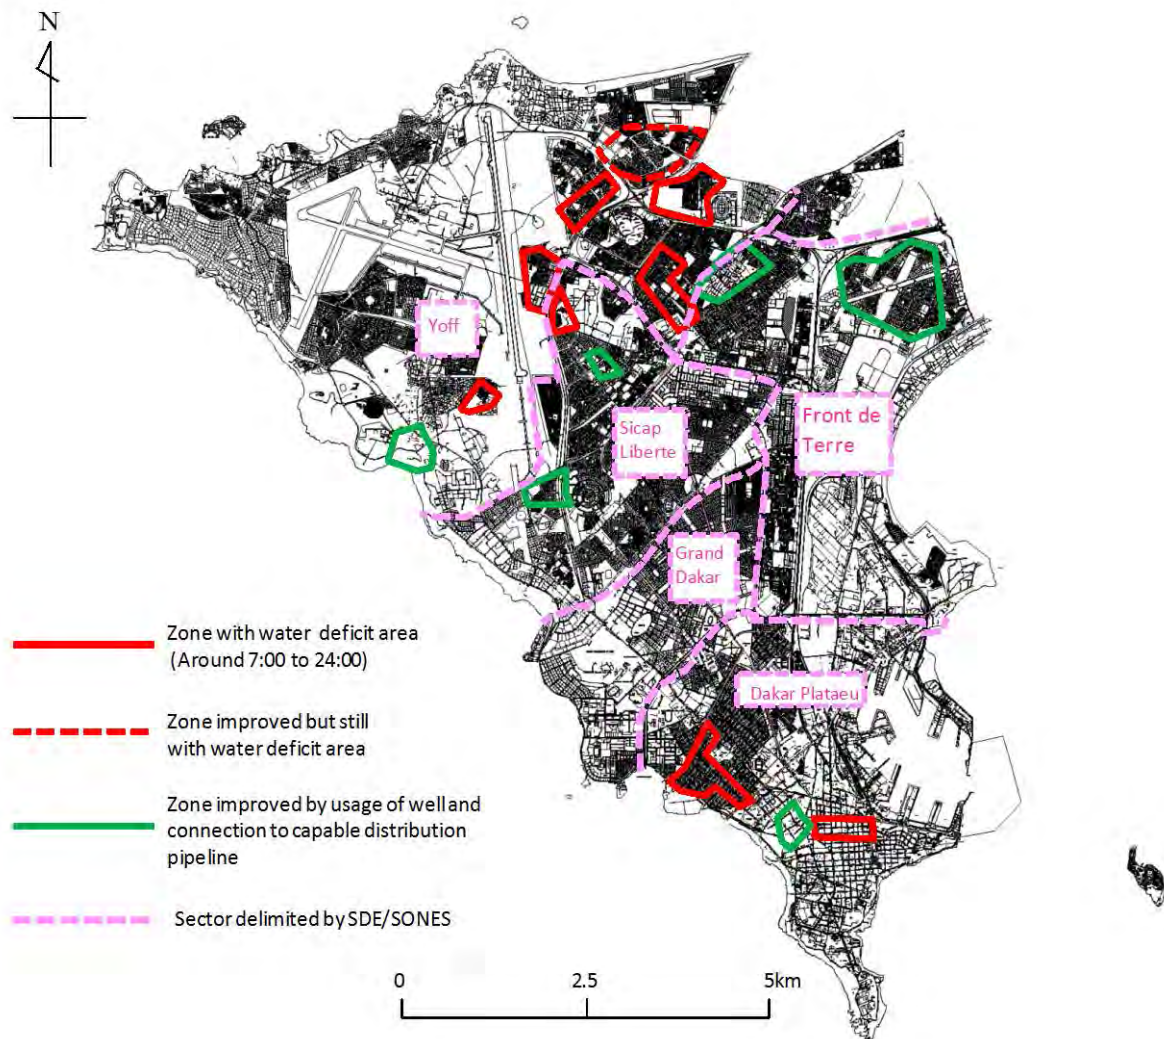 N
Yoff
Sicap
Liberte
Front de
Terre
Grand
Dakar
Dakar Plataeu
Zone with water deficit area
(Around 7:00 to 24:00)
Zone improved but still
with water deficit area
Zone improved by usage of well and
connection to capable distribution
pipeline
Sector delimited by SDE/SONES
0 2.5 5km